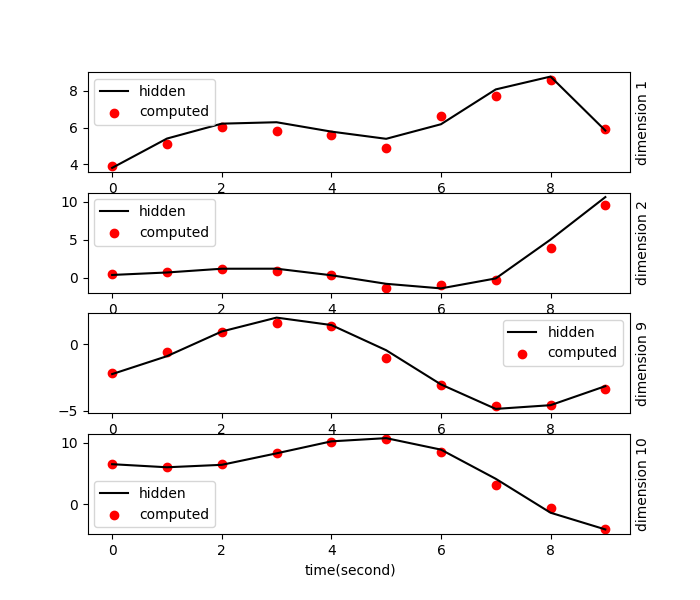 hidden
computed
dimension 1
8
6
4
0 2 4 6 8
hidden
computed
dimension 2
10
5
0
0 2 4 6 8
hidden
computed
dimension 9
0
−5
0 2 4 6 8
hidden
computed
dimension 10
10
0
0 2 4 6 8
time(second)